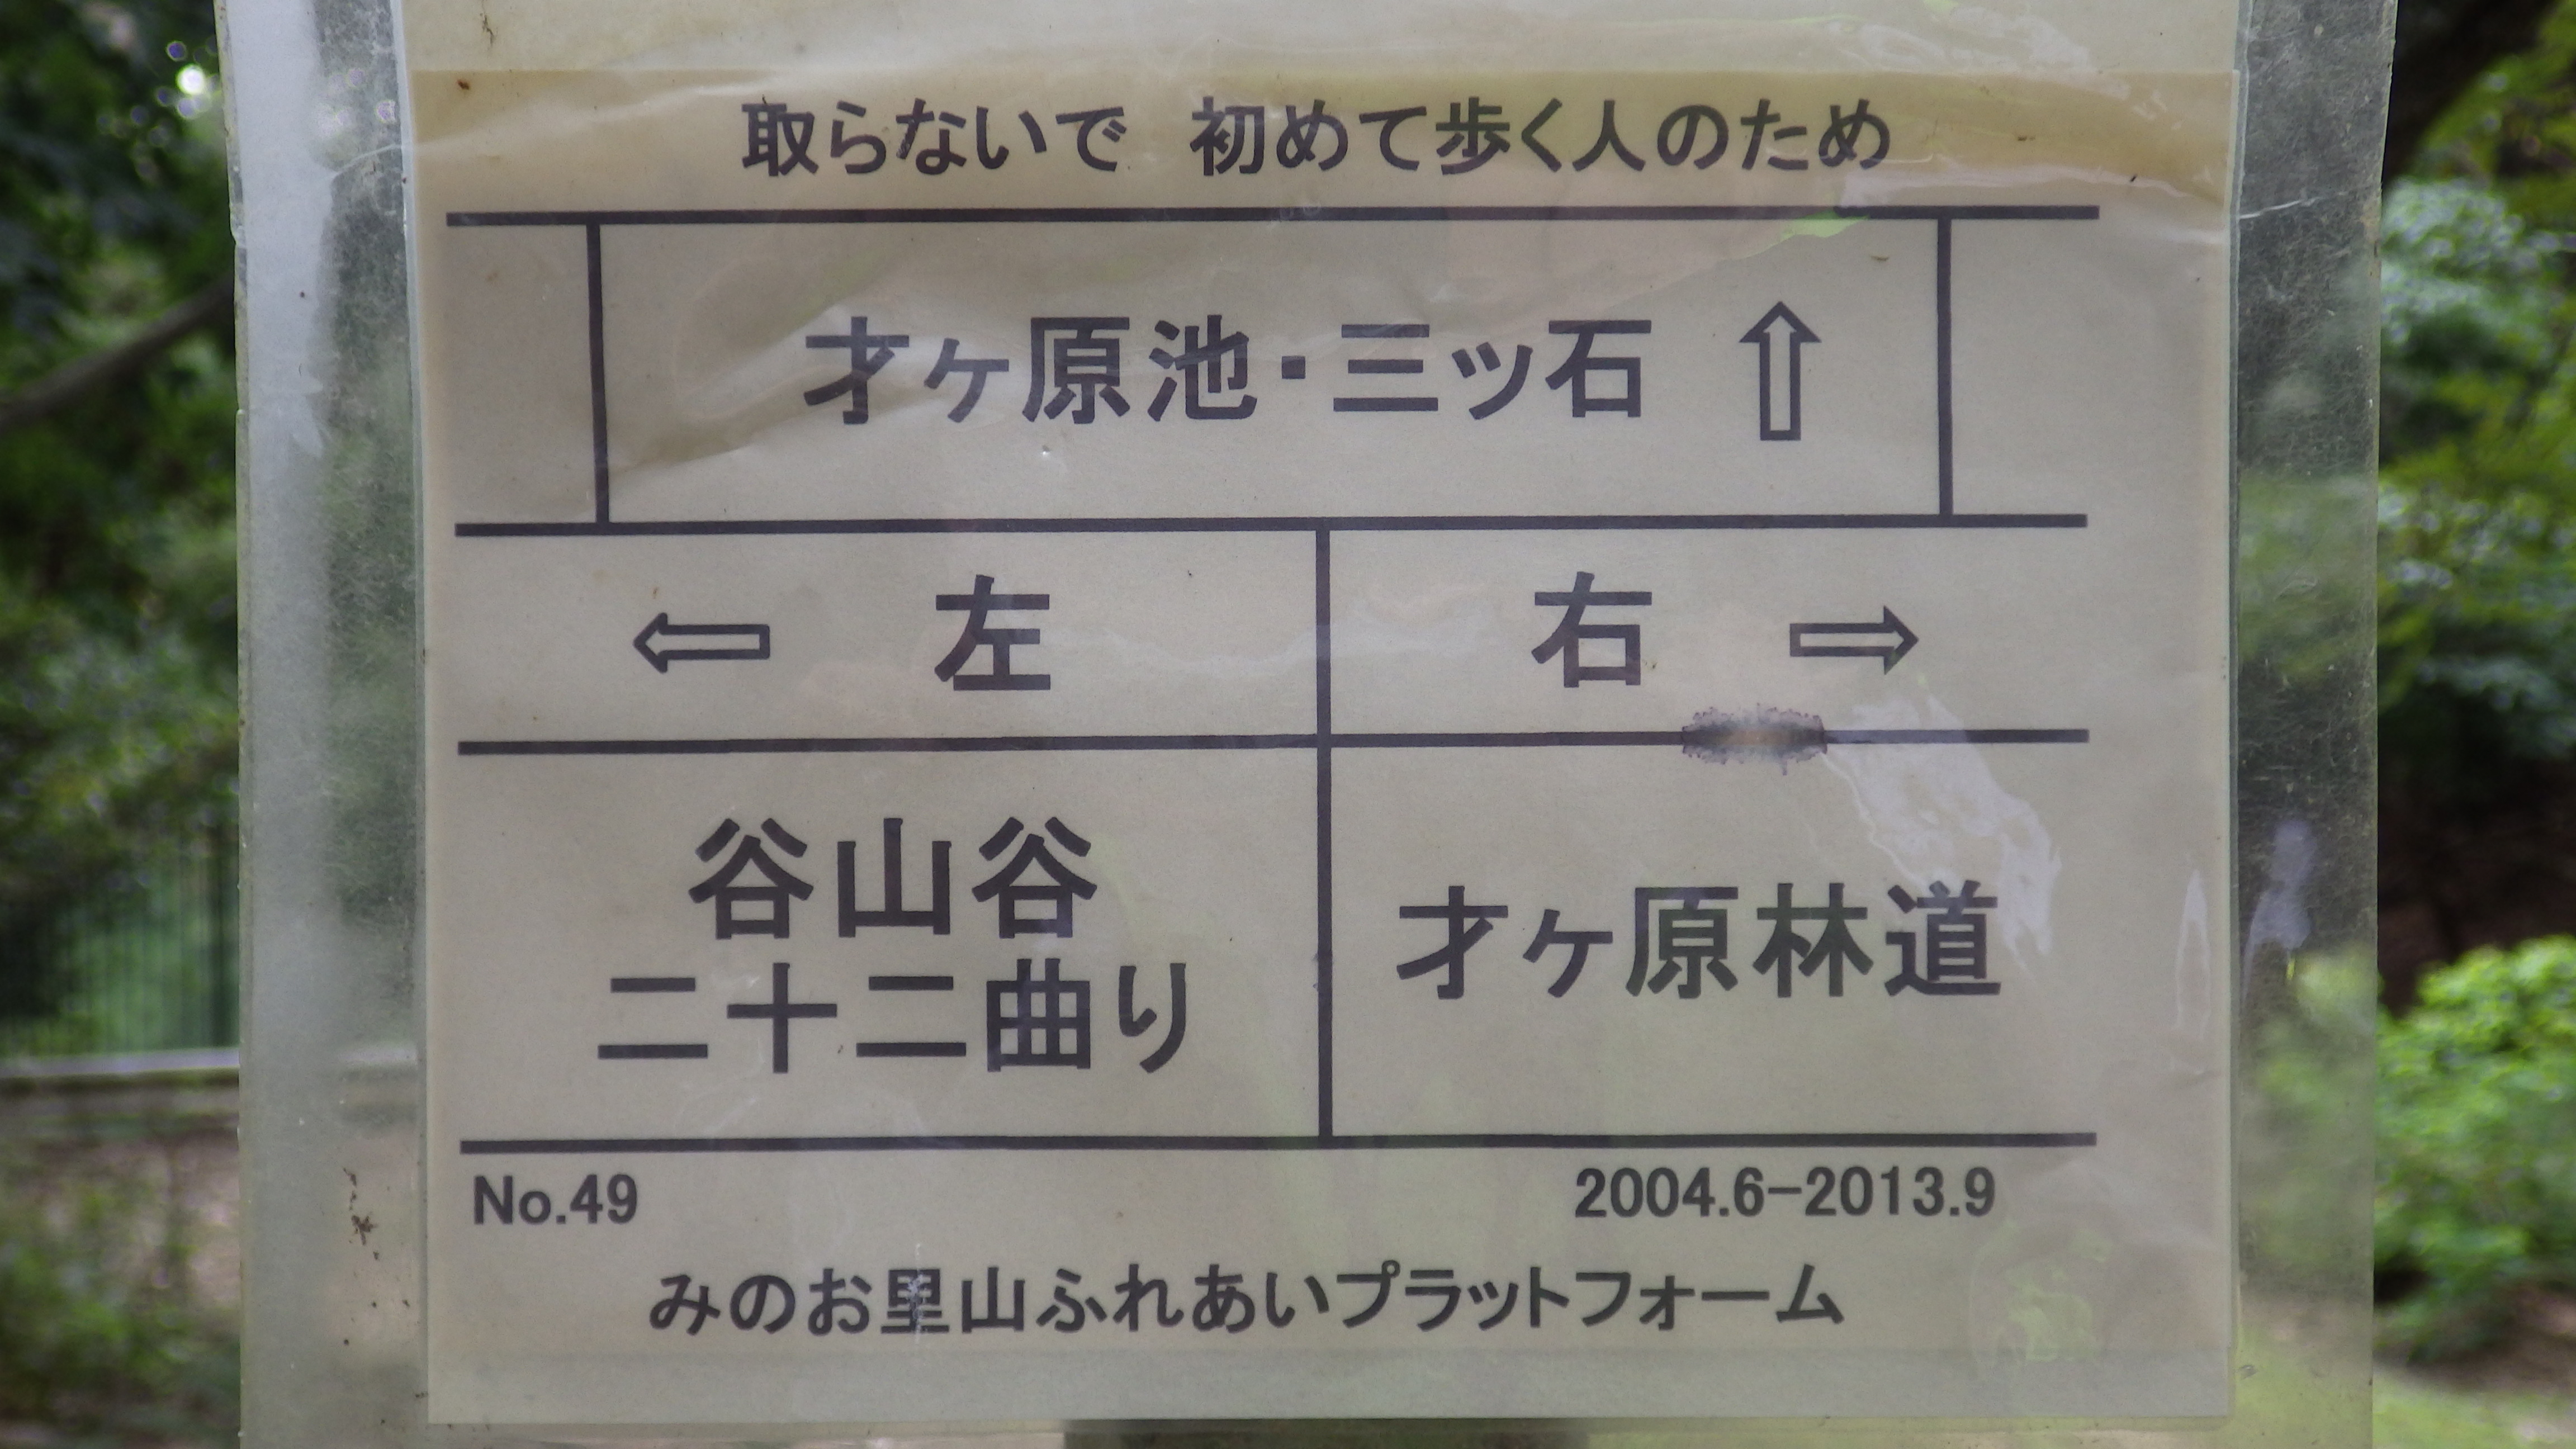 取らないで 初めて歩く人のため
才ヶ原池・三ッ石 ⇧
⇦ 左
右 ⇨
谷山谷
二十二曲り
才ヶ原林道
No.49
2004.6-2013.9
みのお里山ふれあいプラットフォーム